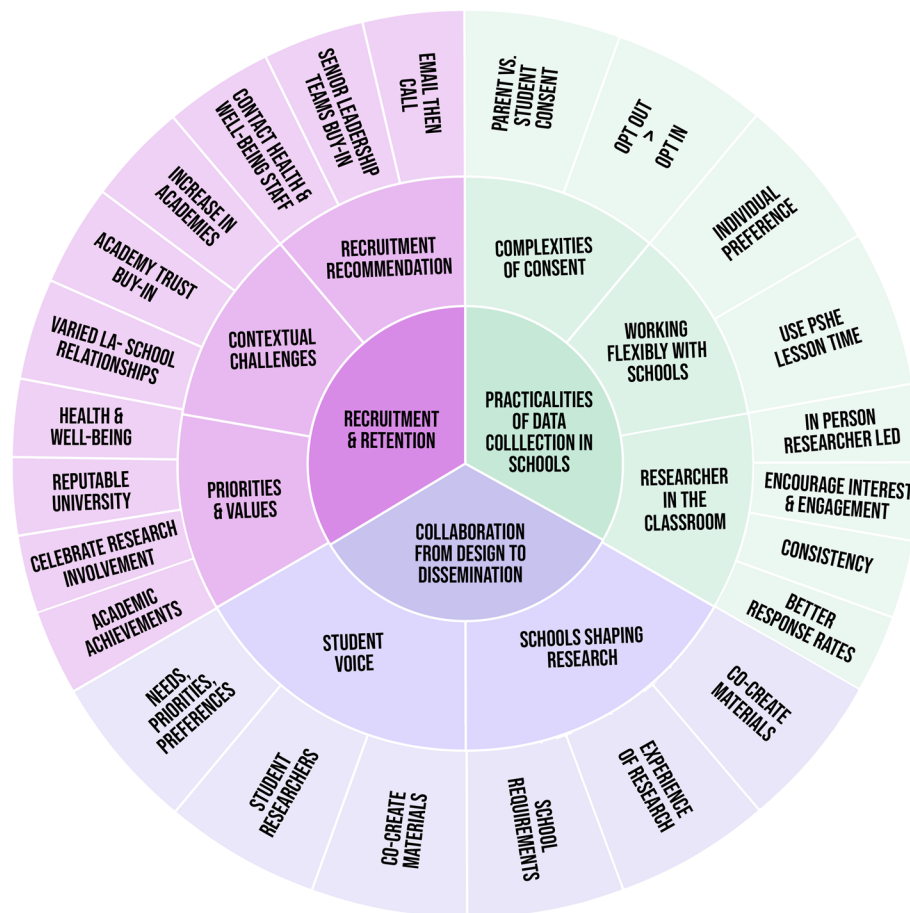 RECRUITMENT
& RETENTION
PRACTICALITIES
OF DATA
COLLLECTION IN
SCHOOLS
COLLABORATION
FROM DESIGN TO
DISSEMINATION
RECRUITMENT
RECOMMENDATION
COMPLEXITIES
OF CONSENT
WORKING
FLEXIBLY WITH
SCHOOLS
RESEARCHER
IN THE
CLASSROOM
SCHOOLS SHAPING
RESEARCH
STUDENT
VOICE
PRIORITIES
& VALUES
CONTEXTUAL
CHALLENGES
PARENT VS.
STUDENT
CONSENT
OPT OUT
^
OPT IN
INDIVIDUAL
PREFERENCE
USE PSHE
LESSON TIME
IN PERSON
RESEARCHER LED
ENCOURAGE INTEREST
& ENGAGEMENT
CONSISTENCY
BETTER
RESPONSE RATES
CO-CREATE
MATERIALS
EXPERIENCE
OF RESEARCH
SCHOOL
REQUIREMENTS
CO-CREATE
MATERIALS
STUDENT
RESEARCHERS
NEEDS,
PRIORITIES,
PREFERENCES
ACADEMIC
ACHIEVEMENTS
CELEBRATE RESEARCH
INVOLVEMENT
REPUTABLE
UNIVERSITY
HEALTH &
WELL-BEING
VARIED LA- SCHOOL
RELATIONSHIPS
ACADEMY TRUST
BUY-IN
INCREASE IN
ACADEMIES
CONTACT HEALTH &
WELL-BEING STAFF
SENIOR LEADERSHIP
TEAMS BUY-IN
EMAIL THEN
CALL